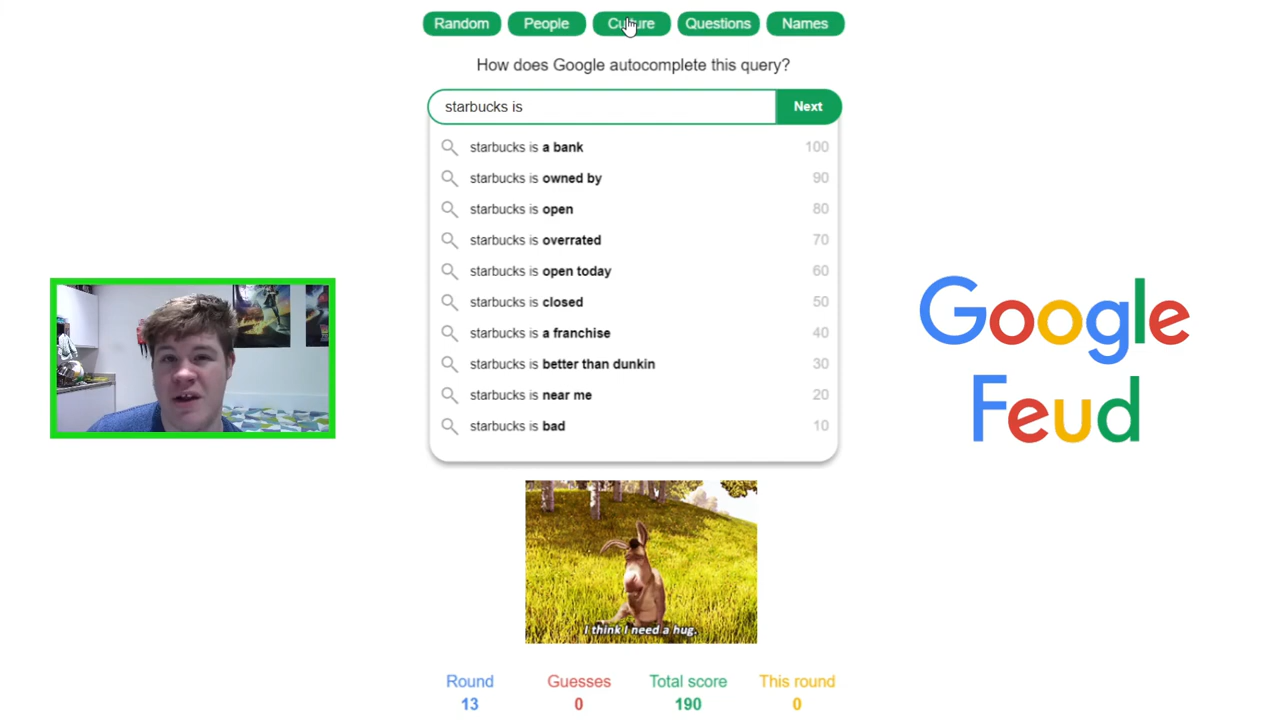 Random People Culture Questions Names
How does Google autocomplete this query?
starbucks is Next
starbucks is a bank 100
starbucks is owned by 90
starbucks is open 80
starbucks is overrated 70
starbucks is open today 60
starbucks is closed 50
starbucks is a franchise 40
starbucks is better than dunkin 30
starbucks is near me 20
starbucks is bad 10
Google
Feud
I think I need a hug.
Round Guesses Total score This round
13 0 190 0